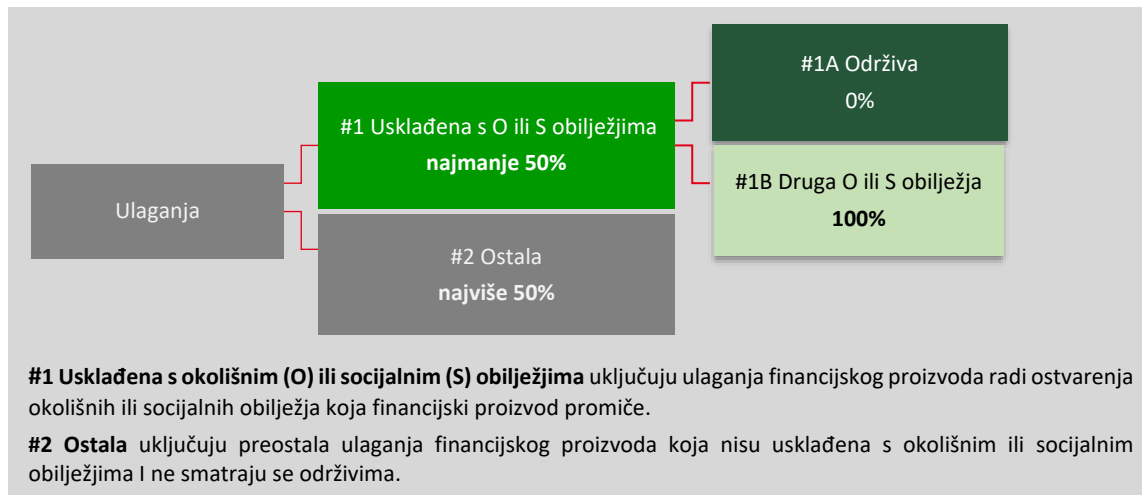 #1A Održiva
0%
#1 Usklađena s O ili S obilježjima
najmanje 50%
#1B Druga O ili S obilježja
100%
Ulaganja
#2 Ostala
najviše 50%
#1 Usklađena s okolišnim (O) ili socijalnim (S) obilježjima uključuju ulaganja financijskog proizvoda radi ostvarenja
okolišnih ili socijalnih obilježja koja financijski proizvod promiče.
#2 Ostala uključuju preostala ulaganja financijskog proizvoda koja nisu usklađena s okolišnim ili socijalnim
obilježjima I ne smatraju se održivima.